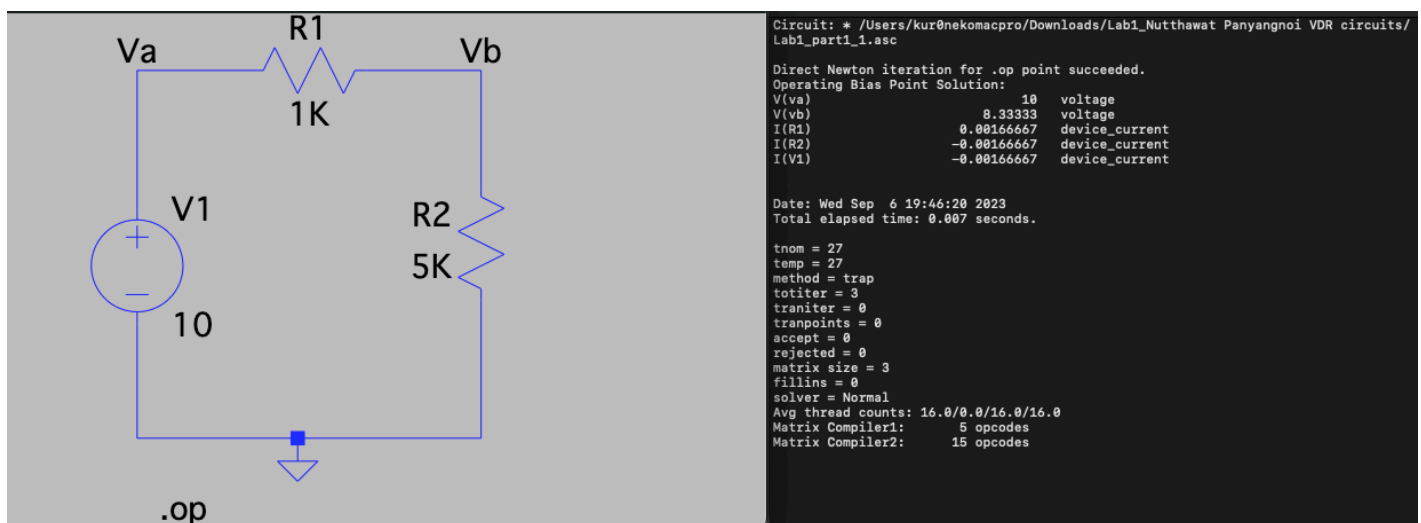 R1
Va
Vb
1K
V1
R2
5K
10
.op
Circuit: * /Users/kur0nekomacpro/Downloads/Lab1_Nutthawat Panyangnoi VDR circuits/
Lab1_part1_1.asc
Direct Newton iteration for .op point succeeded.
Operating Bias Point Solution:
V(va) 10 voltage
V(vb) 8.33333 voltage
I(R1) 0.00166667 device_current
I(R2) −0.00166667 device_current
I(V1) −0.00166667 device_current
Date: Wed Sep 6 19:46:20 2023
Total elapsed time: 0.007 seconds.
tnom = 27
temp = 27
method = trap
totiter = 3
traniter = 0
tranpoints = 0
accept = 0
rejected = 0
matrix size = 3
fillins = 0
solver = Normal
Avg thread counts: 16.0/0.0/16.0/16.0
Matrix Compiler1: 5 opcodes
Matrix Compiler2: 15 opcodes